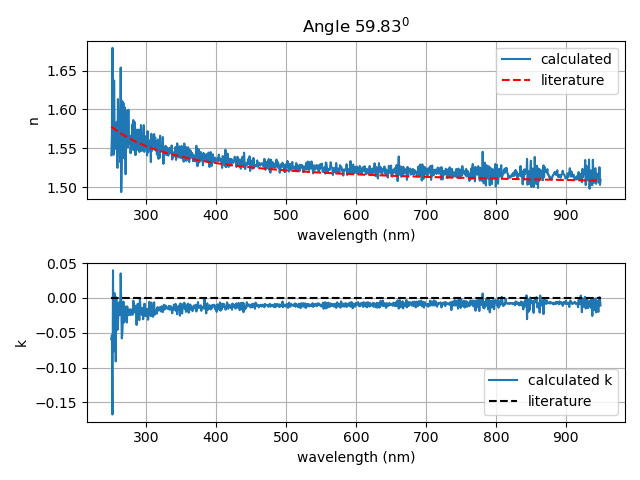 Angle 59.83⁰
1.65
1.60
1.55
1.50
n
calculated
literature
300 400 500 600 700 800 900
wavelength (nm)
0.05
0.00
−0.05
−0.10
−0.15
k
calculated k
literature
300 400 500 600 700 800 900
wavelength (nm)